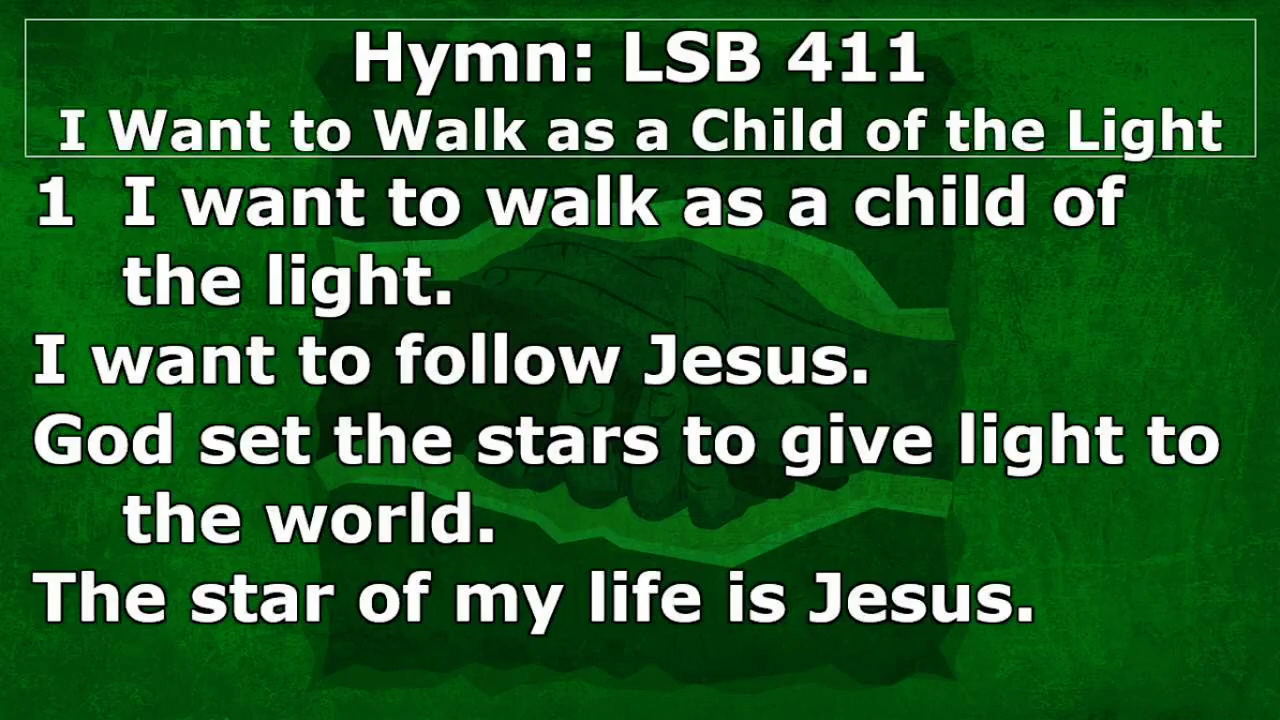 Hymn: LSB 411
I Want to Walk as a Child of the Light
1 I want to walk as a child of
the light.
I want to follow Jesus.
God set the stars to give light to
the world.
The star of my life is Jesus.